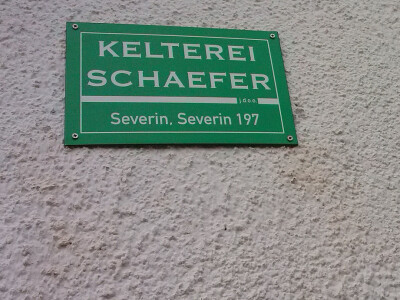 KELTEREI
SCHAEFER
j.d.o.o.
Severin, Severin 197